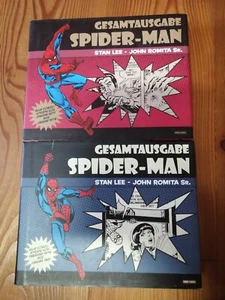 GESAMTAUSGABE
SPIDER-MAN
STAN LEE - JOHN ROMITA SR.
GESAMTAUSGABE
SPIDER-MAN
STAN LEE - JOHN ROMITA SR.